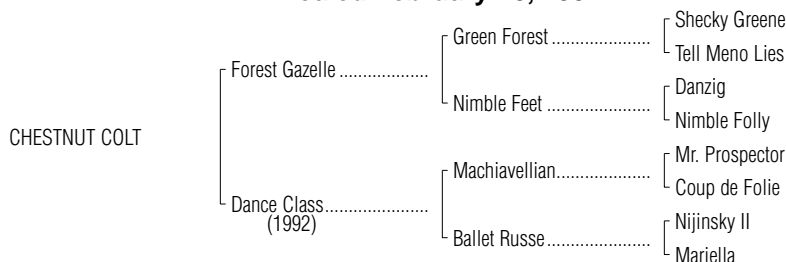 Shecky Greene
Green Forest ......................
Tell Meno Lies
Forest Gazelle ....................
Danzig
Nimble Feet .......................
Nimble Folly
CHESTNUT COLT
Mr. Prospector
Machiavellian.....................
Coup de Folie
Dance Class.......................
(1992)
Nijinsky II
Ballet Russe.......................
Mariella